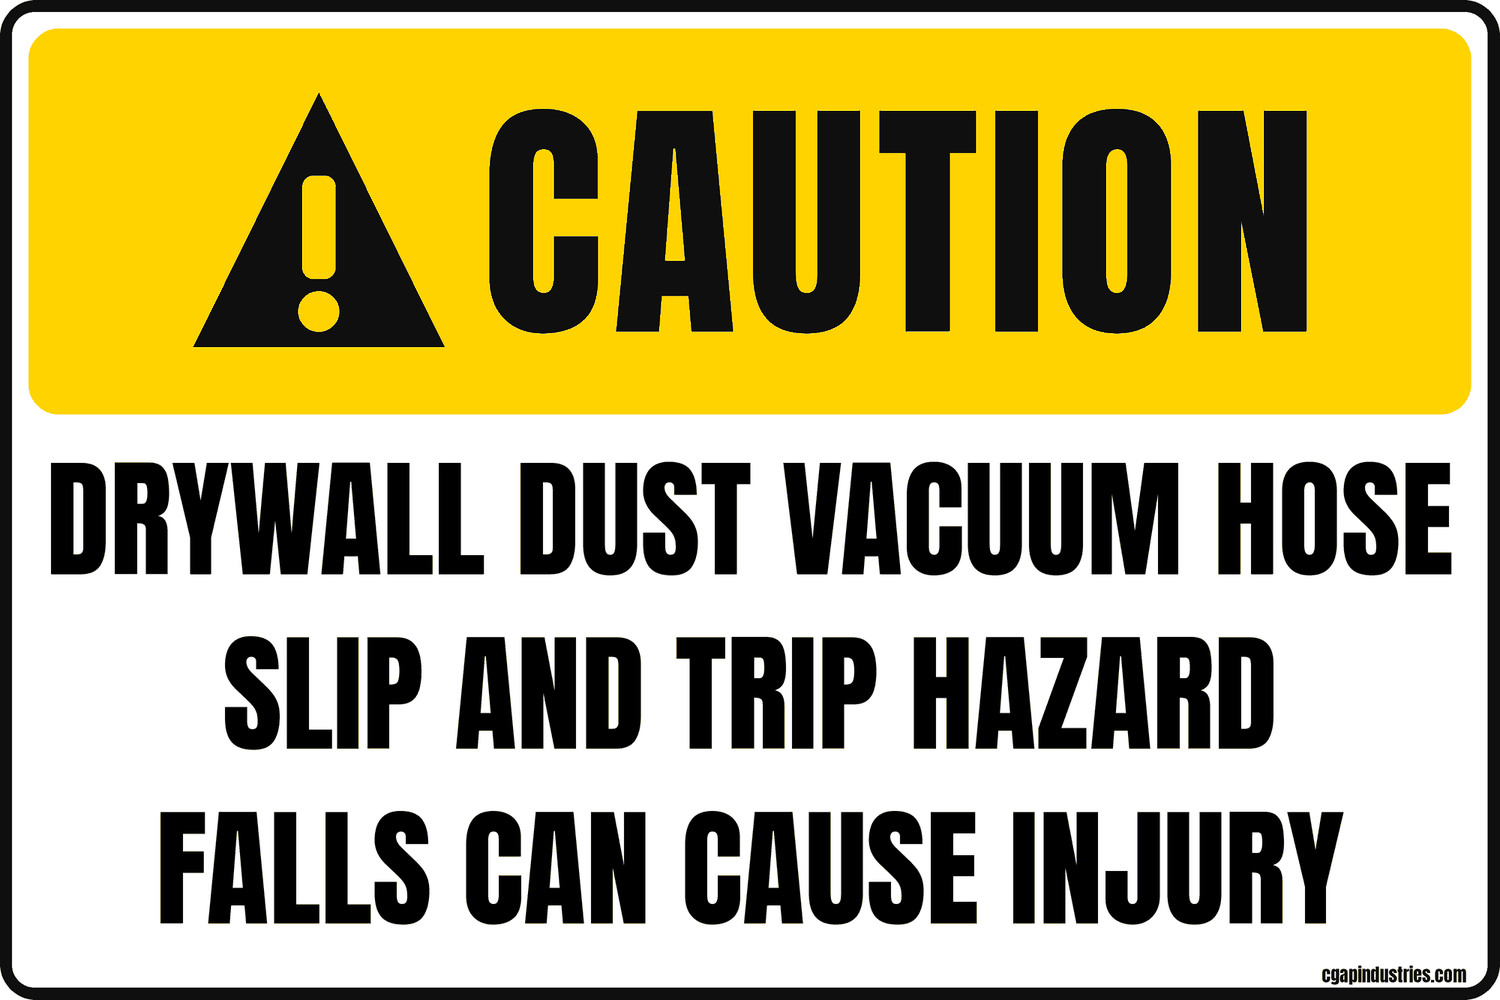 CAUTION
DRYWALL DUST VACUUM HOSE
SLIP AND TRIP HAZARD
FALLS CAN CAUSE INJURY
cgapindustries.com